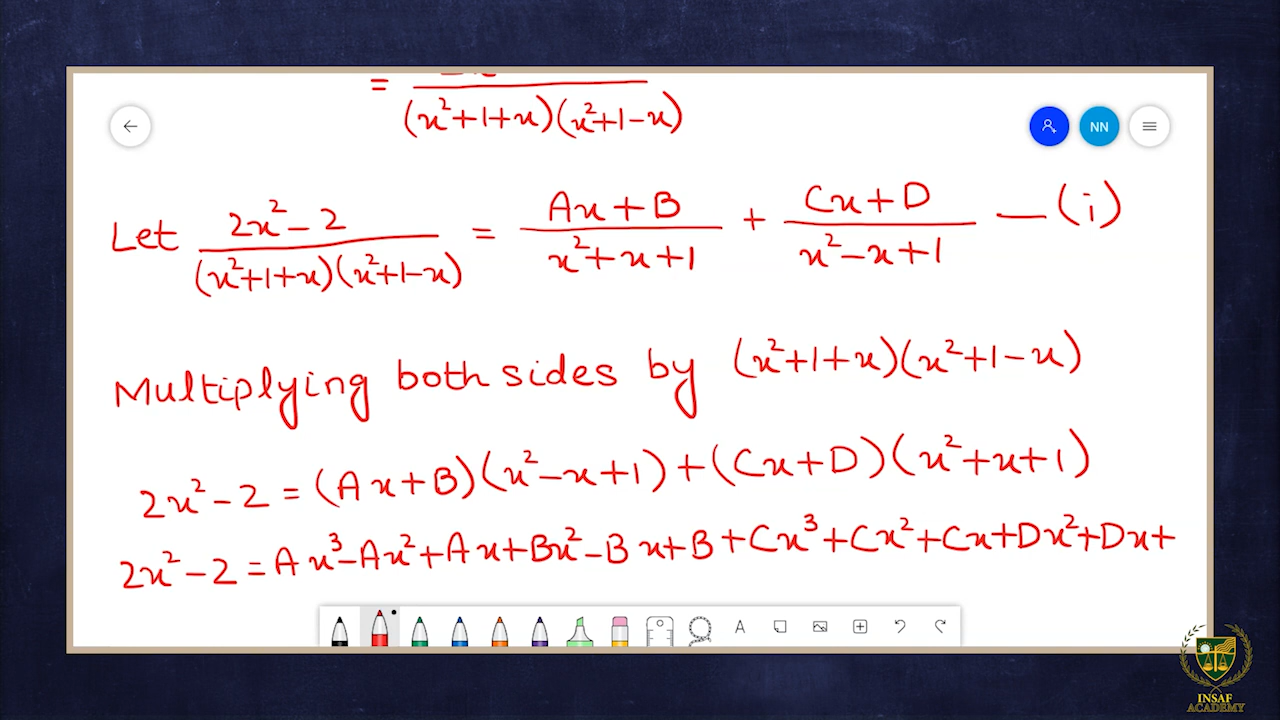 = (x²+1+x)(x²+1-x)
NN
Let (2x²-2)/((x²+1+x)(x²+1-x)) = (Ax+B)/(x²+x+1) + (Cx+D)/(x²-x+1) — (i)
Multiplying both sides by (x²+1+x)(x²+1-x)
2x²-2 = (Ax+B)(x²-x+1)+(Cx+D)(x²+x+1)
2x²-2 = Ax³-Ax²+Ax+Bx²-Bx+B+Cx³+Cx²+Cx+Dx²+Dx+
A
INSAF
ACADEMY